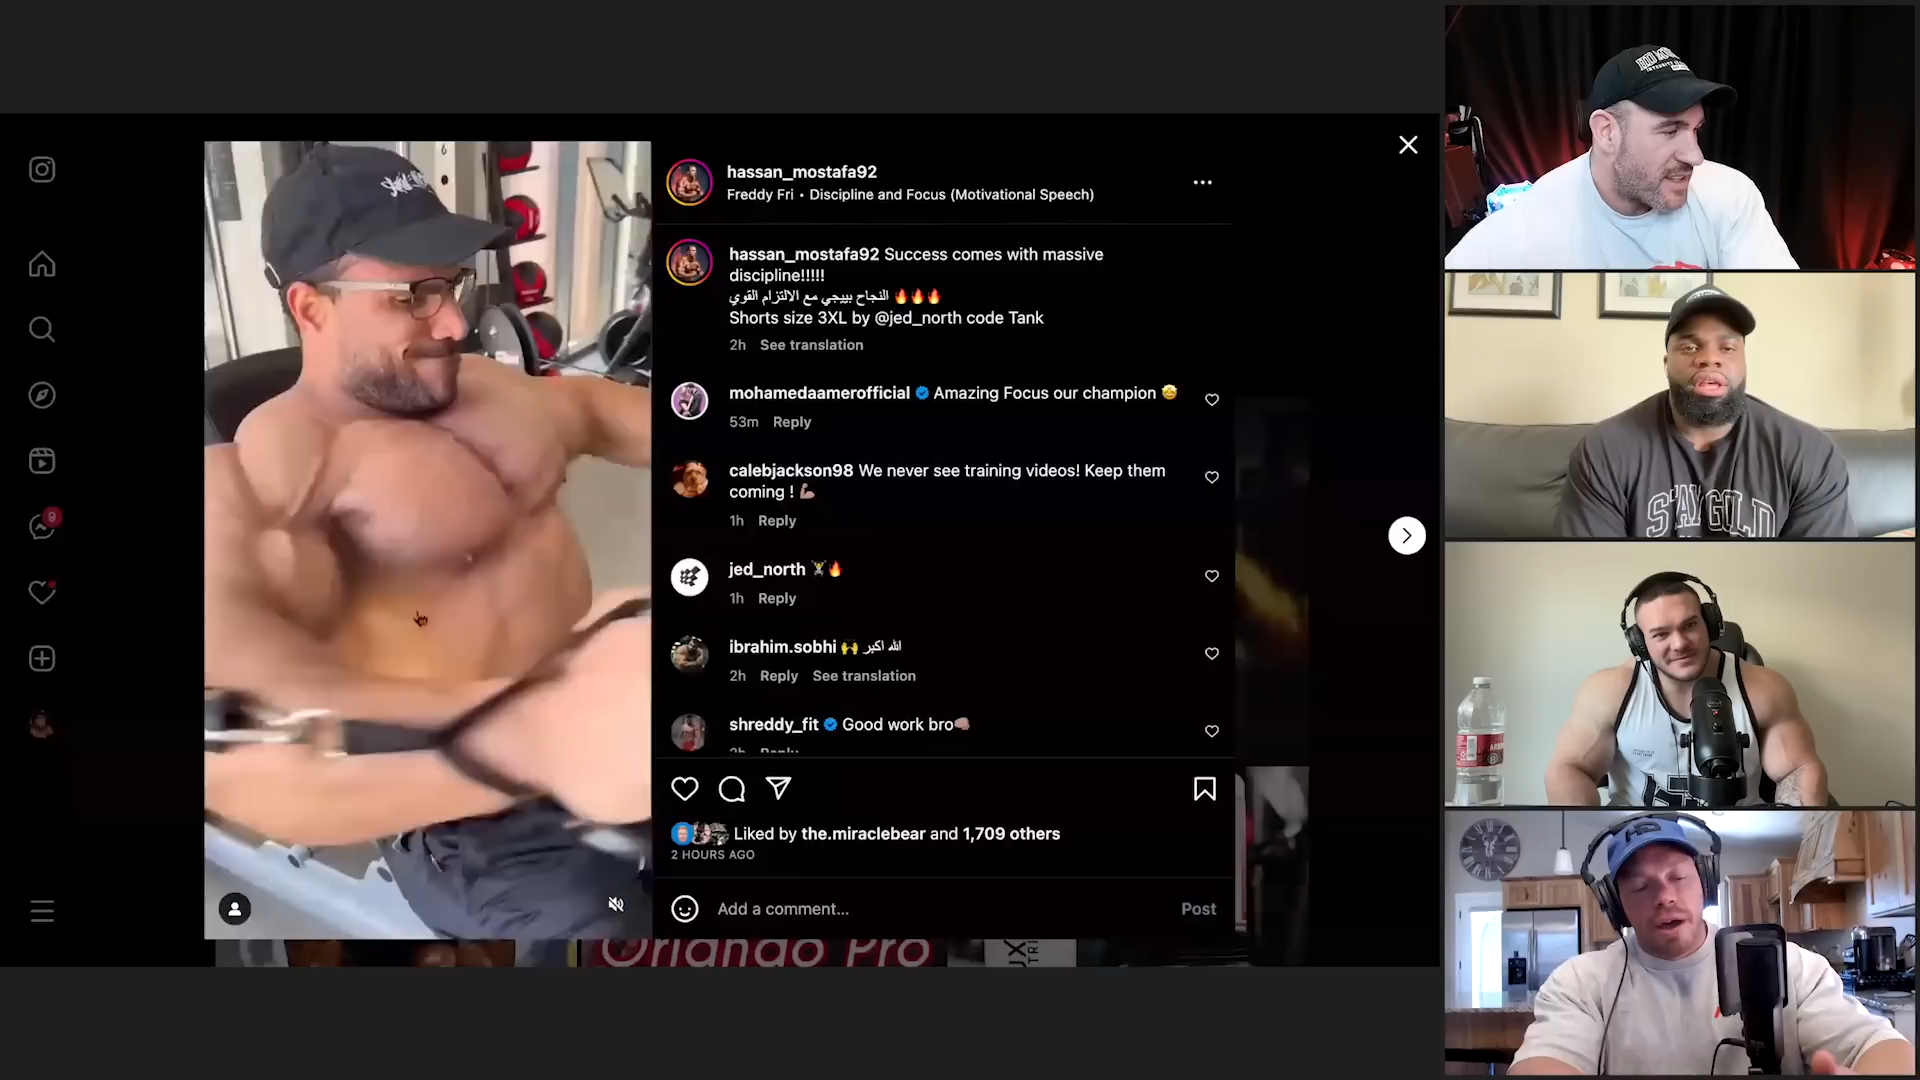 hassan_mostafa92
Freddy Fri • Discipline and Focus (Motivational Speech)
hassan_mostafa92 Success comes with massive
discipline!!!!!
النجاح بييجي مع الالتزام القوي 🔥🔥🔥
Shorts size 3XL by @jed_north code Tank
2h See translation
mohamedaamerofficial Amazing Focus our champion 🤩
53m Reply
calebjackson98 We never see training videos! Keep them
coming ! 💪🏽
1h Reply
jed_north 🏋️🔥
1h Reply
ibrahim.sobhi 🙌 الله اكبر
2h Reply See translation
shreddy_fit Good work bro👊🏽
2h Reply
Liked by the.miraclebear and 1,709 others
2 HOURS AGO
Add a comment...
Post
9
Orlando Pro
STAY GOLD